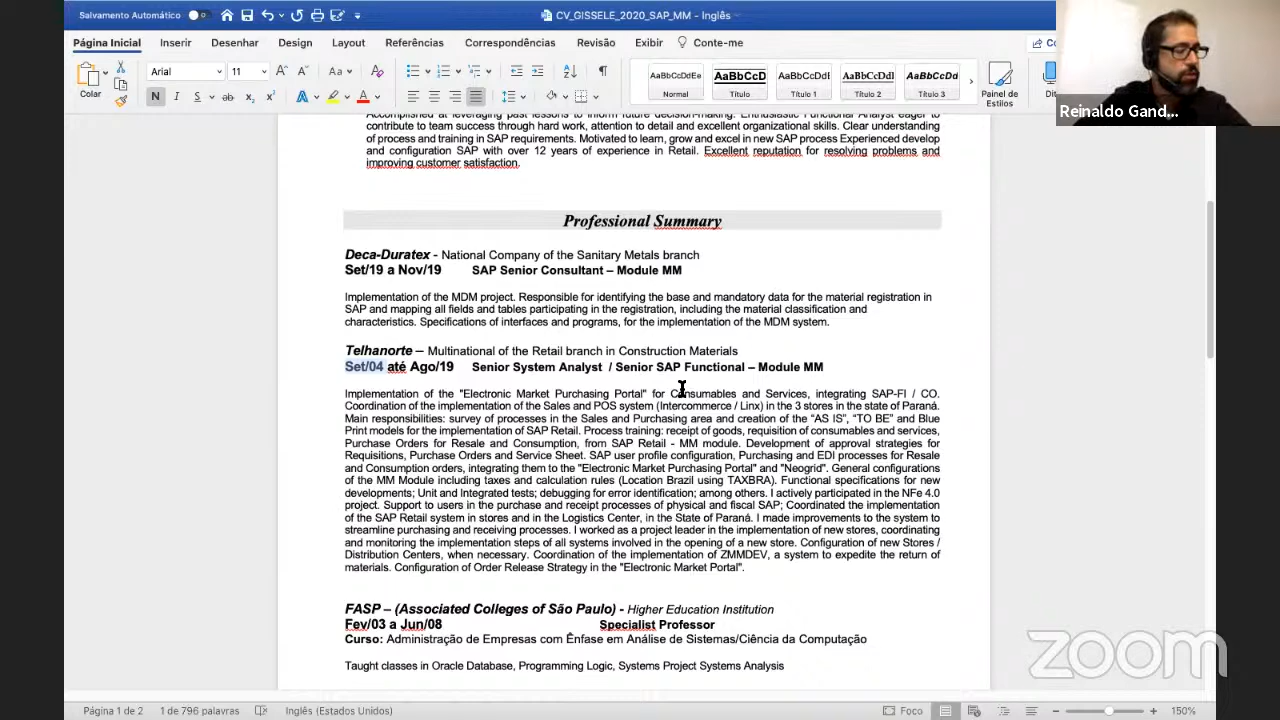 Salvamento Automático
CV_GISSELE_2020_SAP_MM - Inglês
Página Inicial Inserir Desenhar Design Layout Referências Correspondências Revisão Exibir Conte-me
Colar
Arial 11
AaBbCcDdEe AaBbCcD AaBbCcDdE AaBbCcDdI AaBbCcDd
Normal Título Título 1 Título 2 Título 3
Painel de
Estilos
Reinaldo Gand...
Accomplished at leveraging past lessons to inform future decision-making. Enthusiastic Functional Analyst eager to
contribute to team success through hard work, attention to detail and excellent organizational skills. Clear understanding
of process and training in SAP requirements. Motivated to learn, grow and excel in new SAP process Experienced develop
and configuration SAP with over 12 years of experience in Retail. Excellent reputation for resolving problems and
improving customer satisfaction.
Professional Summary
Deca-Duratex - National Company of the Sanitary Metals branch
Set/19 a Nov/19 SAP Senior Consultant – Module MM
Implementation of the MDM project. Responsible for identifying the base and mandatory data for the material registration in
SAP and mapping all fields and tables participating in the registration, including the material classification and
characteristics. Specifications of interfaces and programs, for the implementation of the MDM system.
Telhanorte – Multinational of the Retail branch in Construction Materials
Set/04 até Ago/19 Senior System Analyst / Senior SAP Functional – Module MM
Implementation of the "Electronic Market Purchasing Portal" for Consumables and Services, integrating SAP-FI / CO.
Coordination of the implementation of the Sales and POS system (Intercommerce / Linx) in the 3 stores in the state of Paraná.
Main responsibilities: survey of processes in the Sales and Purchasing area and creation of the “AS IS”, “TO BE” and Blue
Print models for the implementation of SAP Retail. Process training: receipt of goods, requisition of consumables and services,
Purchase Orders for Resale and Consumption, from SAP Retail - MM module. Development of approval strategies for
Requisitions, Purchase Orders and Service Sheet. SAP user profile configuration, Purchasing and EDI processes for Resale
and Consumption orders, integrating them to the "Electronic Market Purchasing Portal" and "Neogrid". General configurations
of the MM Module including taxes and calculation rules (Location Brazil using TAXBRA). Functional specifications for new
developments; Unit and Integrated tests; debugging for error identification; among others. I actively participated in the NFe 4.0
project. Support to users in the purchase and receipt processes of physical and fiscal SAP; Coordinated the implementation
of the SAP Retail system in stores and in the Logistics Center, in the State of Paraná. I made improvements to the system to
streamline purchasing and receiving processes. I worked as a project leader in the implementation of new stores, coordinating
and monitoring the implementation steps of all systems involved in the opening of a new store. Configuration of new Stores /
Distribution Centers, when necessary. Coordination of the implementation of ZMMDEV, a system to expedite the return of
materials. Configuration of Order Release Strategy in the "Electronic Market Portal".
FASP – (Associated Colleges of São Paulo) - Higher Education Institution
Fev/03 a Jun/08 Specialist Professor
Curso: Administração de Empresas com Ênfase em Análise de Sistemas/Ciência da Computação
Taught classes in Oracle Database, Programming Logic, Systems Project Systems Analysis
zoom
Página 1 de 2 1 de 796 palavras Inglês (Estados Unidos) Foco 150%